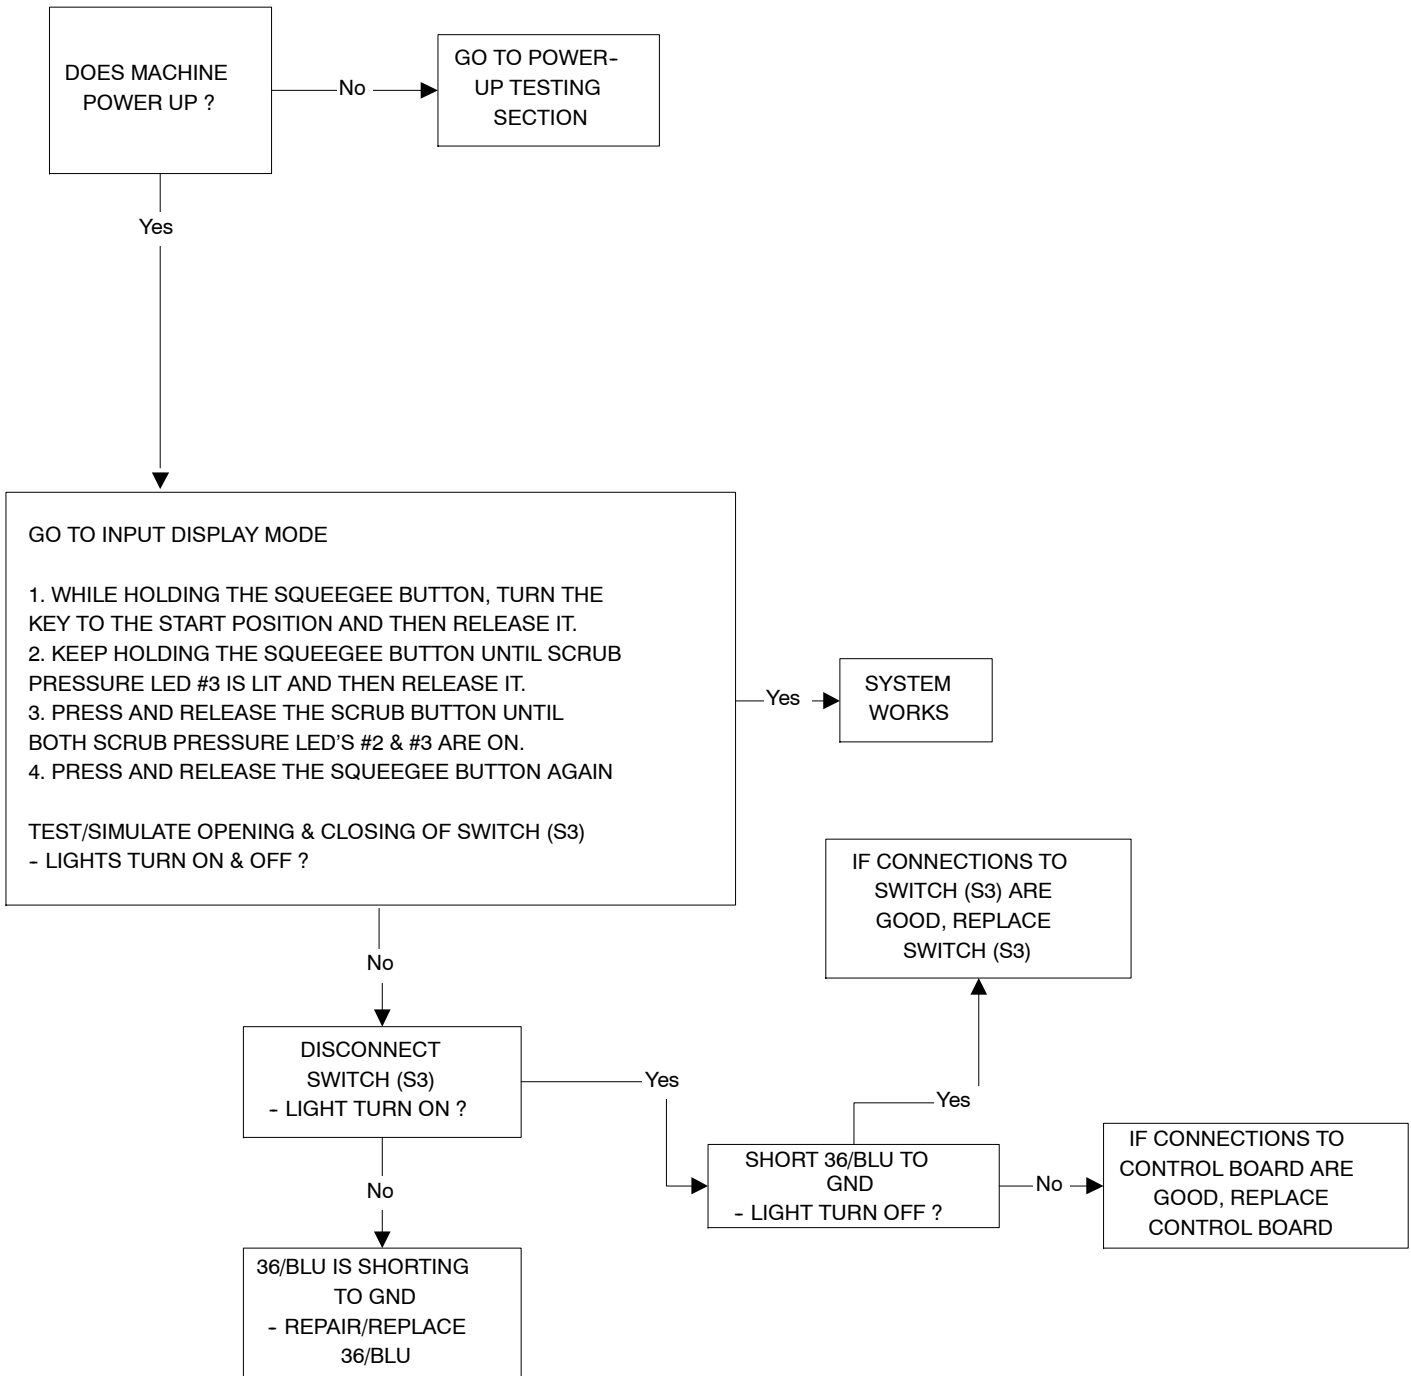 DOES MACHINE
POWER UP ?
No
GO TO POWER-
UP TESTING
SECTION
Yes
GO TO INPUT DISPLAY MODE
1. WHILE HOLDING THE SQUEEGEE BUTTON, TURN THE
KEY TO THE START POSITION AND THEN RELEASE IT.
2. KEEP HOLDING THE SQUEEGEE BUTTON UNTIL SCRUB
PRESSURE LED #3 IS LIT AND THEN RELEASE IT.
3. PRESS AND RELEASE THE SCRUB BUTTON UNTIL
BOTH SCRUB PRESSURE LED’S #2 & #3 ARE ON.
4. PRESS AND RELEASE THE SQUEEGEE BUTTON AGAIN
TEST/SIMULATE OPENING & CLOSING OF SWITCH (S3)
- LIGHTS TURN ON & OFF ?
Yes
SYSTEM
WORKS
No
DISCONNECT
SWITCH (S3)
- LIGHT TURN ON ?
Yes
SHORT 36/BLU TO
GND
- LIGHT TURN OFF ?
Yes
IF CONNECTIONS TO
SWITCH (S3) ARE
GOOD, REPLACE
SWITCH (S3)
No
IF CONNECTIONS TO
CONTROL BOARD ARE
GOOD, REPLACE
CONTROL BOARD
No
36/BLU IS SHORTING
TO GND
- REPAIR/REPLACE
36/BLU